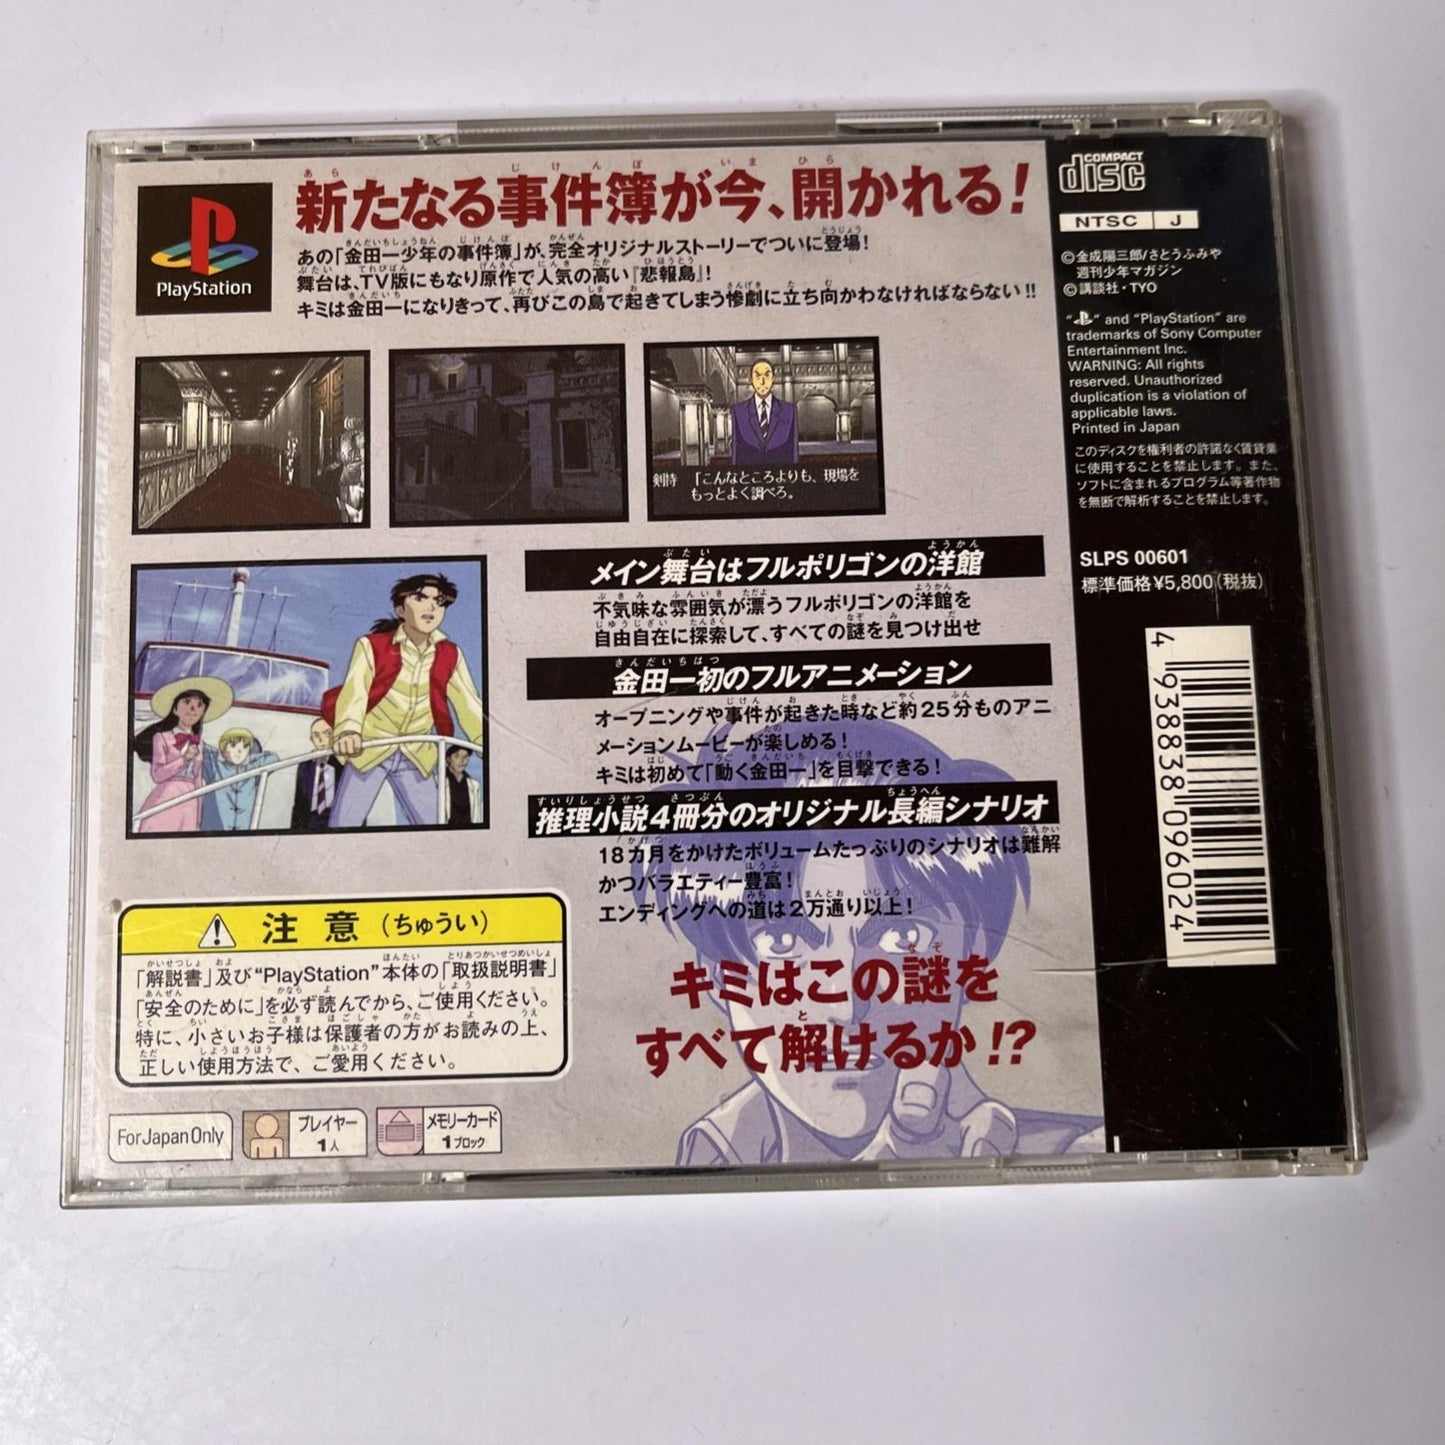 新たなる事件簿が今、開かれる!
あの「金田一少年の事件簿」が、完全オリジナルストーリーでついに登場!
舞台は、TV版にもなり原作で人気の高い『悲報島』!
キミは金田一になりきって、再びこの島で起きてしまう惨劇に立ち向かわなければならない!!
PlayStation
剣持 「こんなところよりも、現場を
もっとよく調べろ。
メイン舞台はフルポリゴンの洋館
不気味な雰囲気が漂うフルポリゴンの洋館を
自由自在に探索して、すべての謎を見つけ出せ
金田一初のフルアニメーション
オープニングや事件が起きた時など約25分ものアニ
メーションムービーが楽しめる!
キミは初めて「動く金田一」を目撃できる!
推理小説4冊分のオリジナル長編シナリオ
18カ月をかけたボリュームたっぷりのシナリオは難解
かつバラエティー豊富!
エンディングへの道は2万通り以上!
キミはこの謎を
すべて解けるか!?
注意(ちゅうい)
「解説書」及び“PlayStation”本体の「取扱説明書」
「安全のために」を必ず読んでから、ご使用ください。
特に、小さいお子様は保護者の方がお読みの上、
正しい使用方法で、ご愛用ください。
For Japan Only
プレイヤー
1人
メモリーカード
1ブロック
COMPACT
disc
NTSC J
©金成陽三郎/さとうふみや
週刊少年マガジン
©講談社・TYO
“ ” and “PlayStation” are
trademarks of Sony Computer
Entertainment Inc.
WARNING: All rights
reserved. Unauthorized
duplication is a violation of
applicable laws.
Printed in Japan
このディスクを権利者の許諾なく賃貸業
に使用することを禁止します。また、
ソフトに含まれるプログラム等著作物
を無断で解析することを禁止します。
SLPS 00601
標準価格¥5,800(税抜)
4 938838 096024